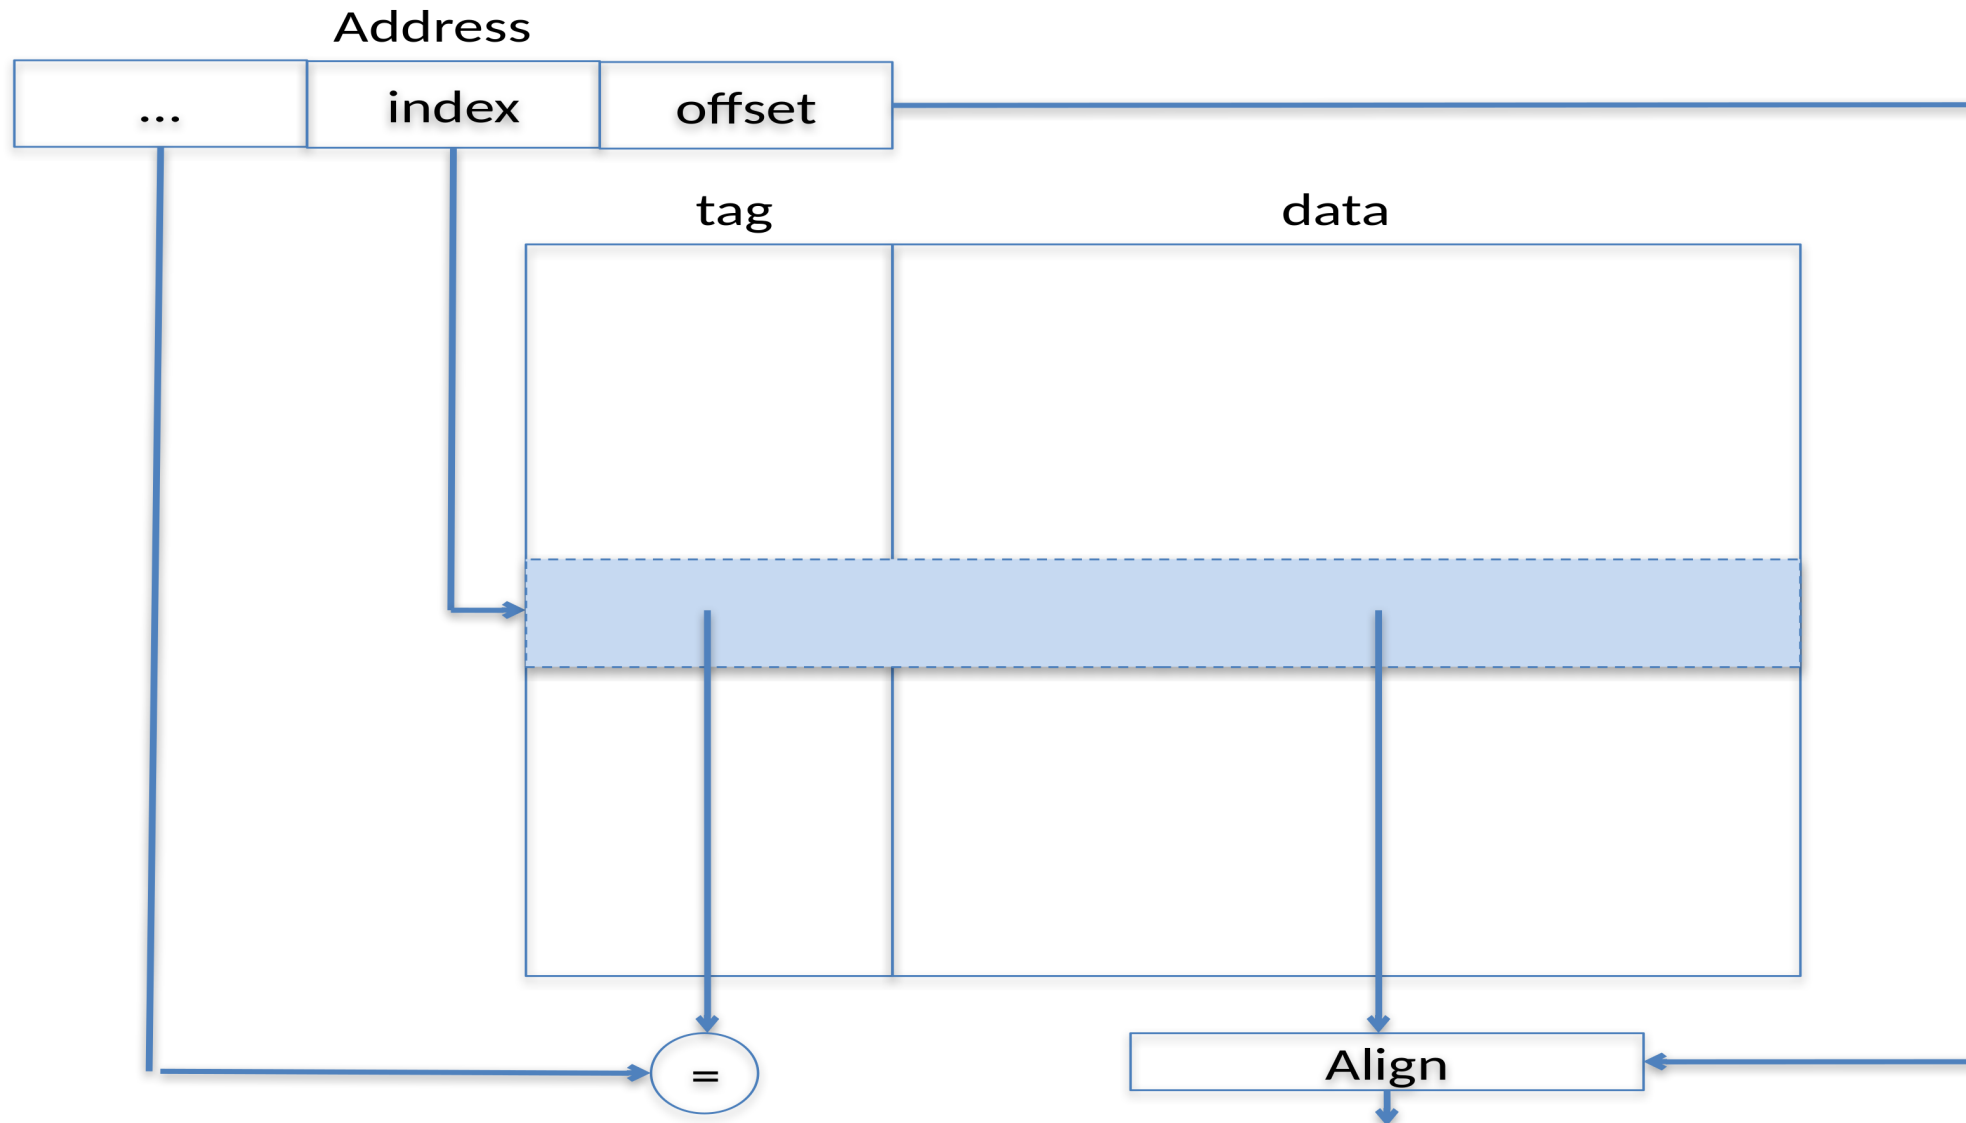 Address
... index offset
tag data
=
Align